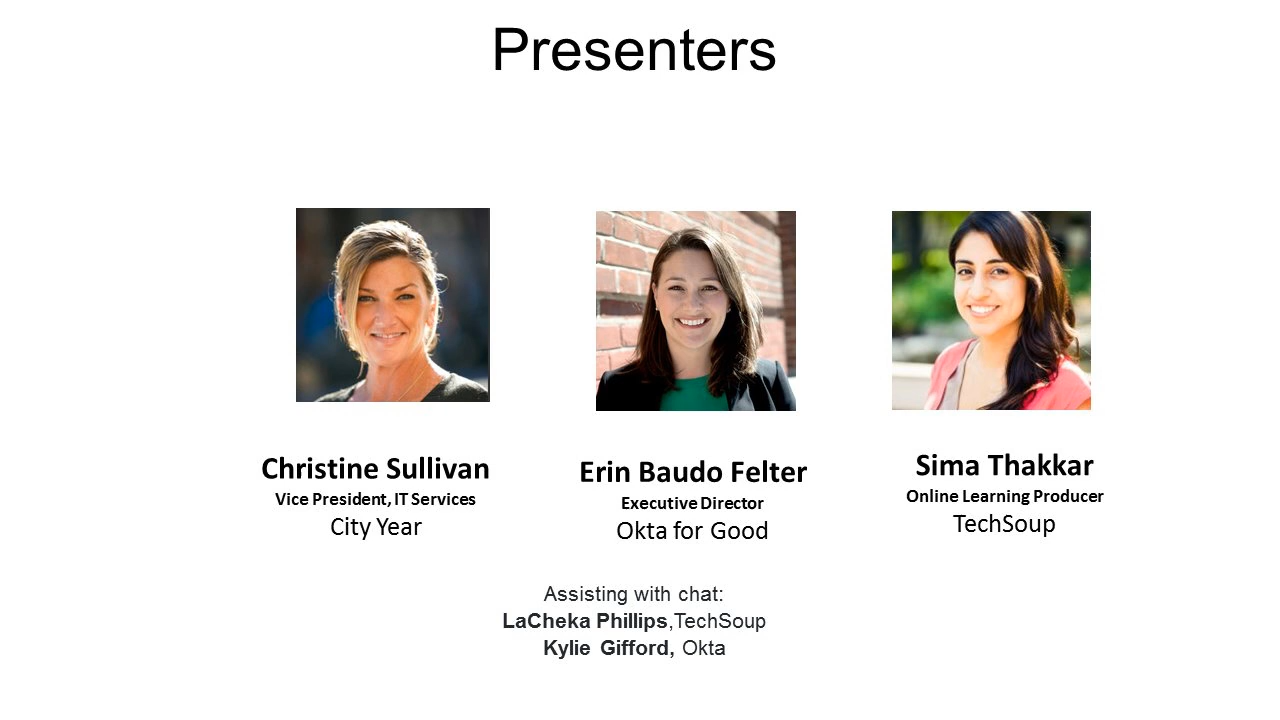 Presenters
Christine Sullivan
Vice President, IT Services
City Year
Erin Baudo Felter
Executive Director
Okta for Good
Sima Thakkar
Online Learning Producer
TechSoup
Assisting with chat:
LaCheka Phillips,TechSoup
Kylie Gifford, Okta